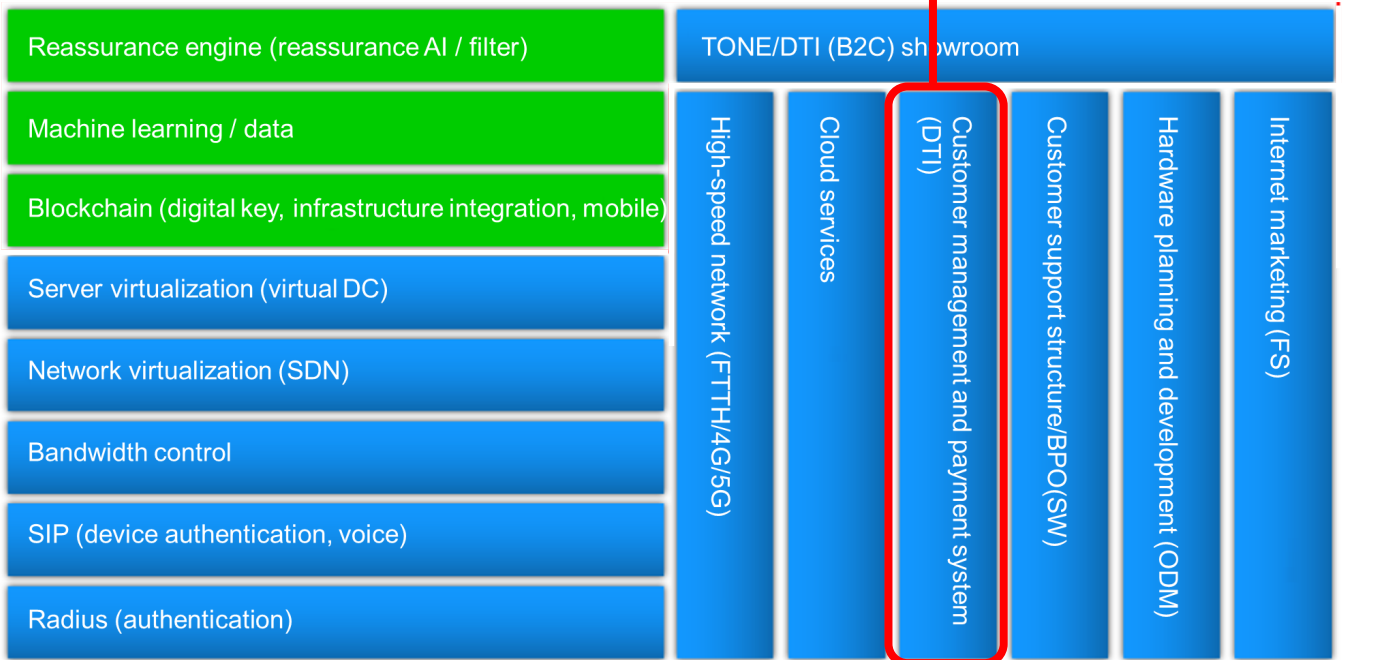 Reassurance engine (reassurance AI / filter)
Machine learning / data
Blockchain (digital key, infrastructure integration, mobile)
Server virtualization (virtual DC)
Network virtualization (SDN)
Bandwidth control
SIP (device authentication, voice)
Radius (authentication)
TONE/DTI (B2C) showroom
High-speed network (FTTH/4G/5G)
Cloud services
Customer management and payment system
(DTI)
Customer support structure/BPO(SW)
Hardware planning and development (ODM)
Internet marketing (FS)